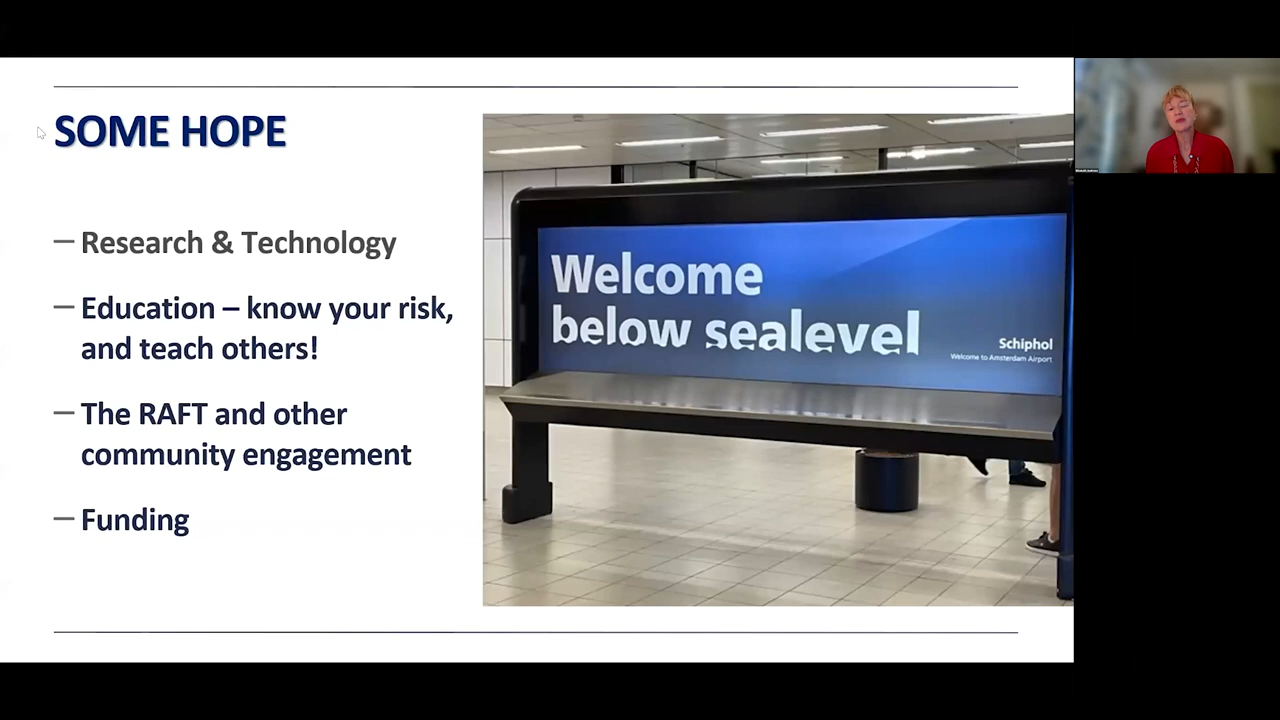 SOME HOPE
— Research & Technology
— Education – know your risk,
and teach others!
— The RAFT and other
community engagement
— Funding
Welcome
below sealevel
Schiphol
Welcome to Amsterdam Airport